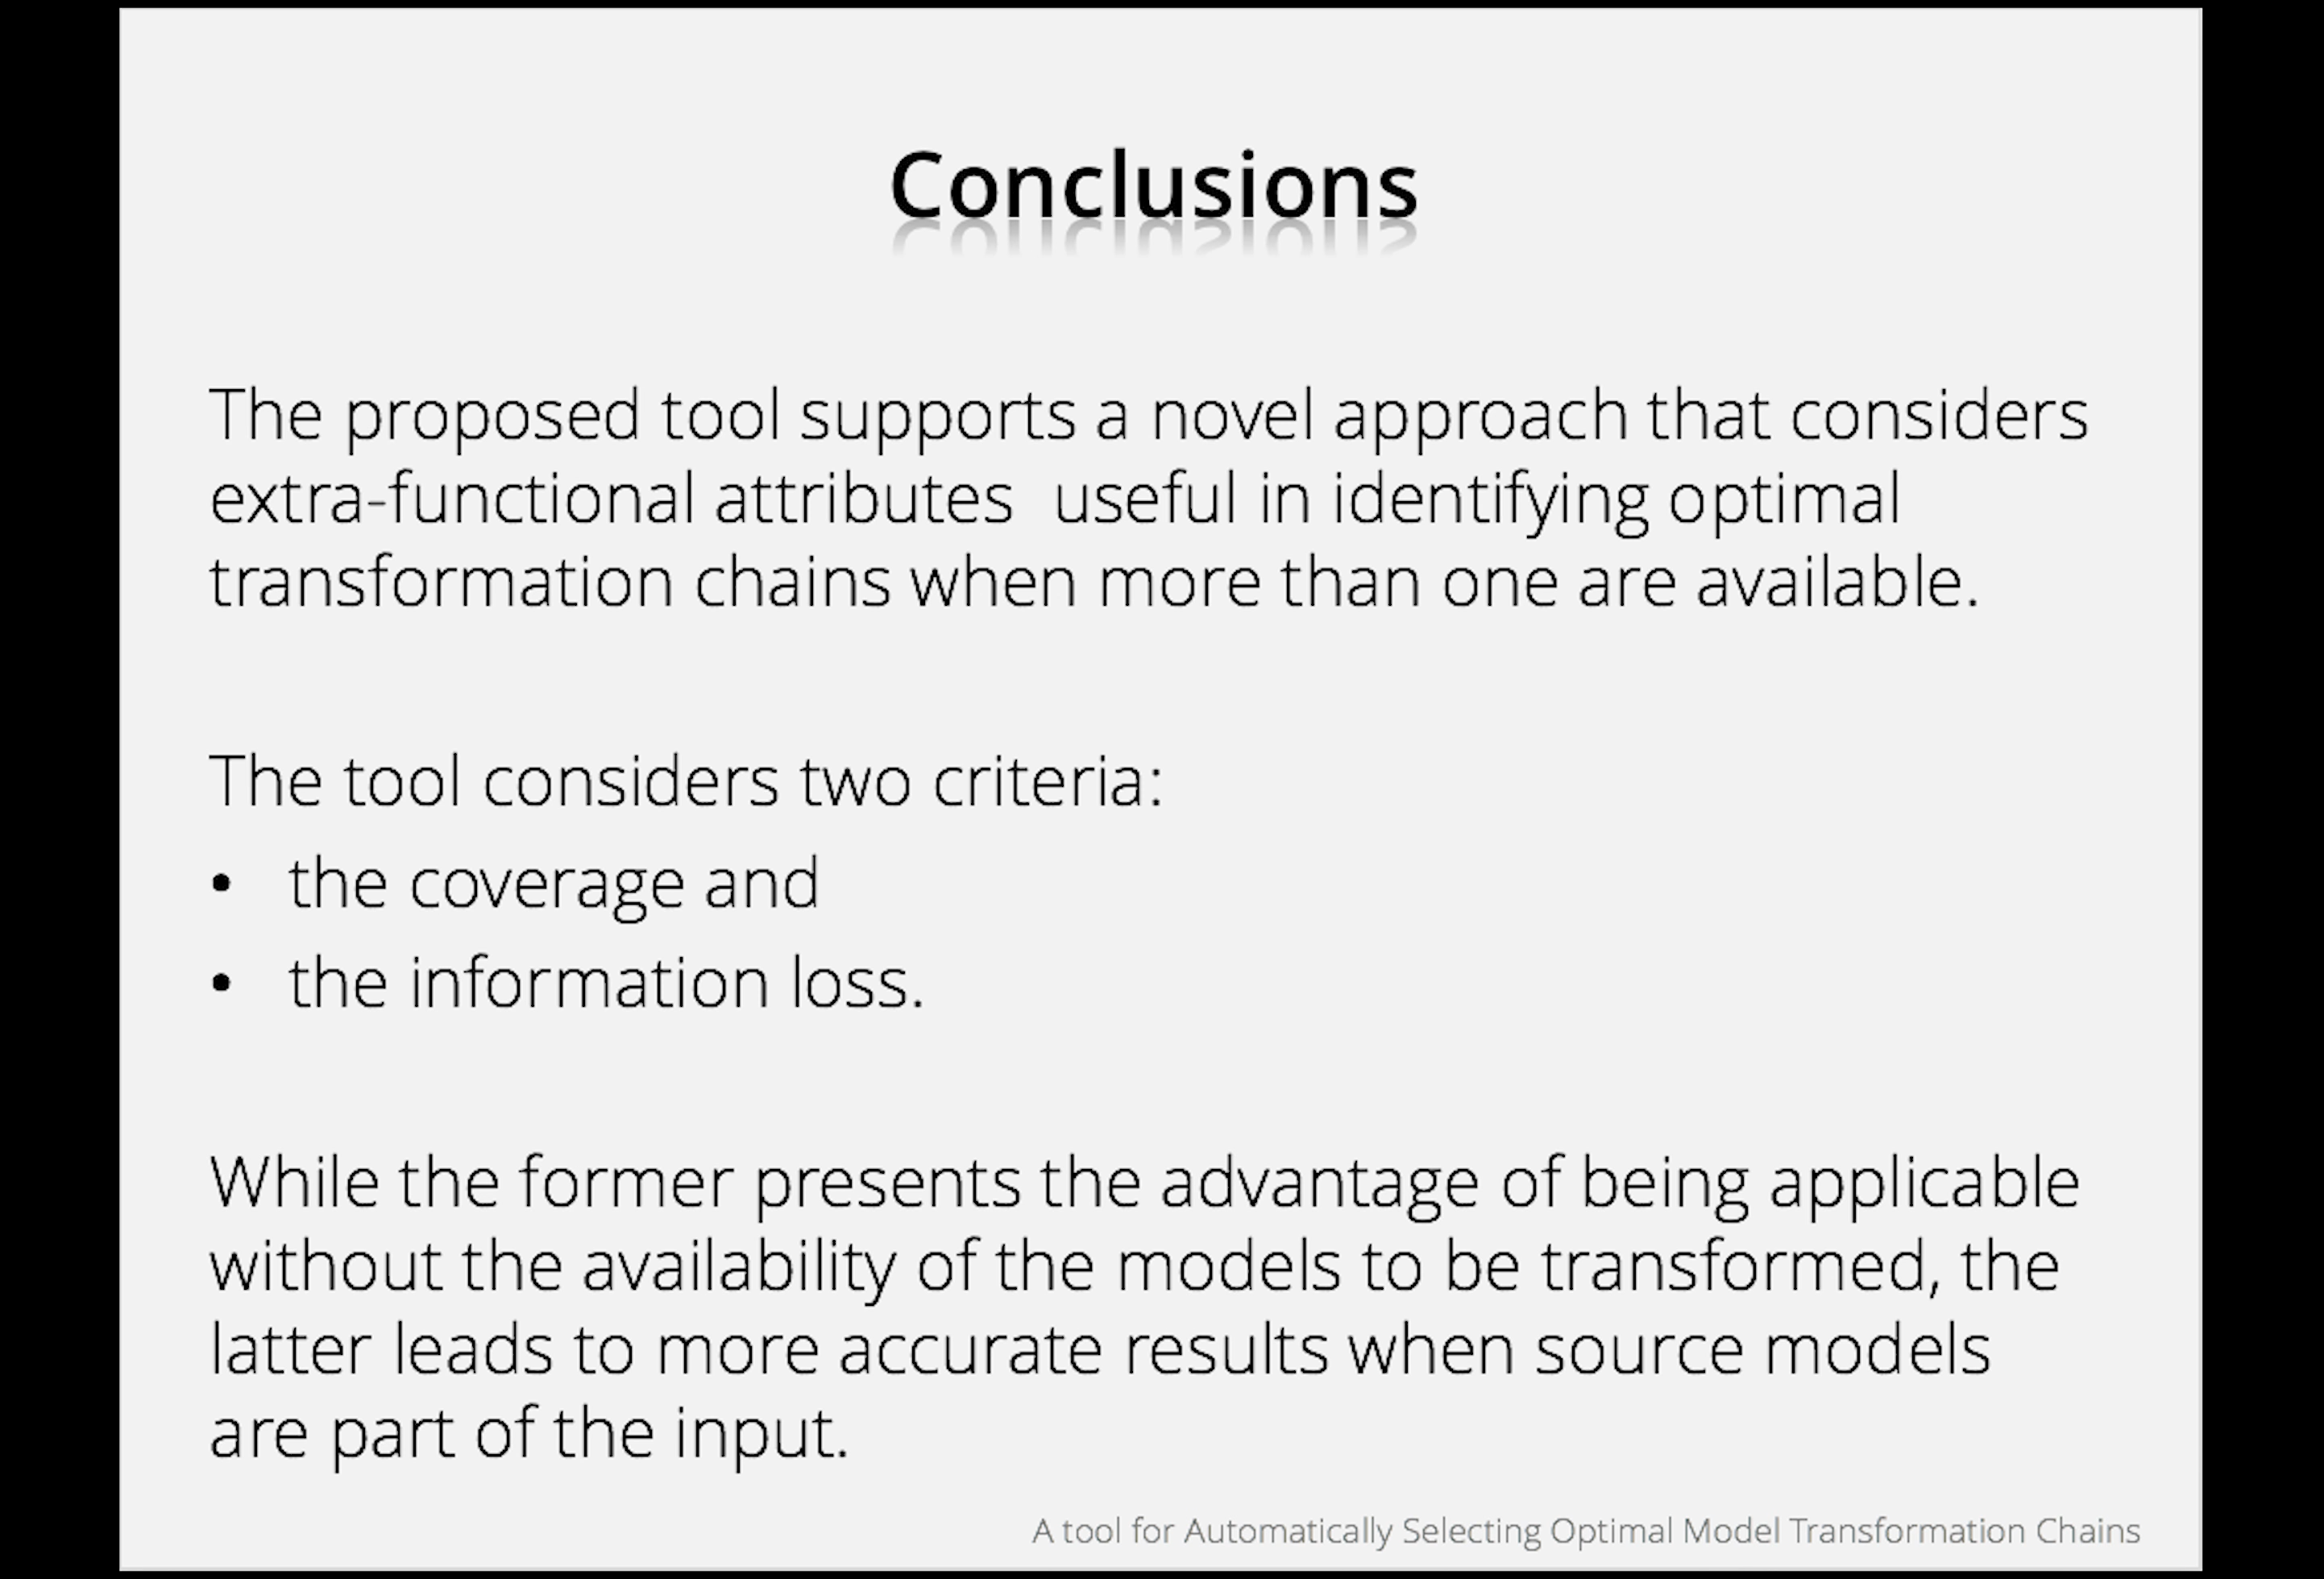 Conclusions
The proposed tool supports a novel approach that considers
extra-functional attributes  useful in identifying optimal
transformation chains when more than one are available.
The tool considers two criteria:
• the coverage and
• the information loss.
While the former presents the advantage of being applicable
without the availability of the models to be transformed, the
latter leads to more accurate results when source models
are part of the input.
A tool for Automatically Selecting Optimal Model Transformation Chains